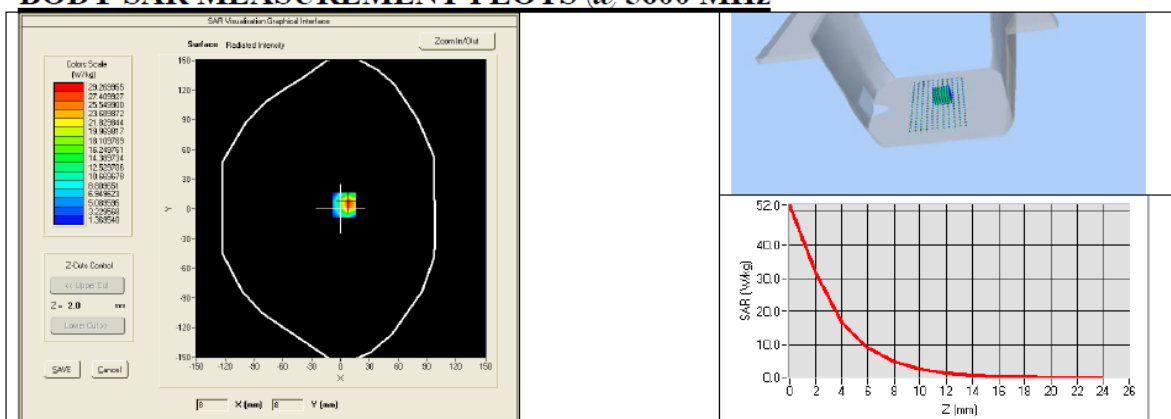 BODY SAR MEASUREMENT PLOTS @ MHz
SAR Visualisation Graphical Interface
Surface Radiated Intensity
Zoom In/Out
Colors Scale
(W/kg)
29.269955
27.409927
25.549900
23.689872
21.829844
19.969817
18.109789
16.249761
14.389734
12.529706
10.669678
8.809651
6.949623
5.089595
3.229568
1.369540
150
120
90
60
30
0
-30
-60
-90
-120
-150
Y
-150 -120 -90 -60 -30 0 30 60 90 120 150
X
Z-Cuts Control
<< Upper Cut
Z = 2.0 mm
Lower Cut >>
SAVE Cancel
8 X (mm) 8 Y (mm)
52.0
40.0
30.0
20.0
10.0
0.0
SAR (W/kg)
0 2 4 6 8 10 12 14 16 18 20 22 24 26
Z (mm)